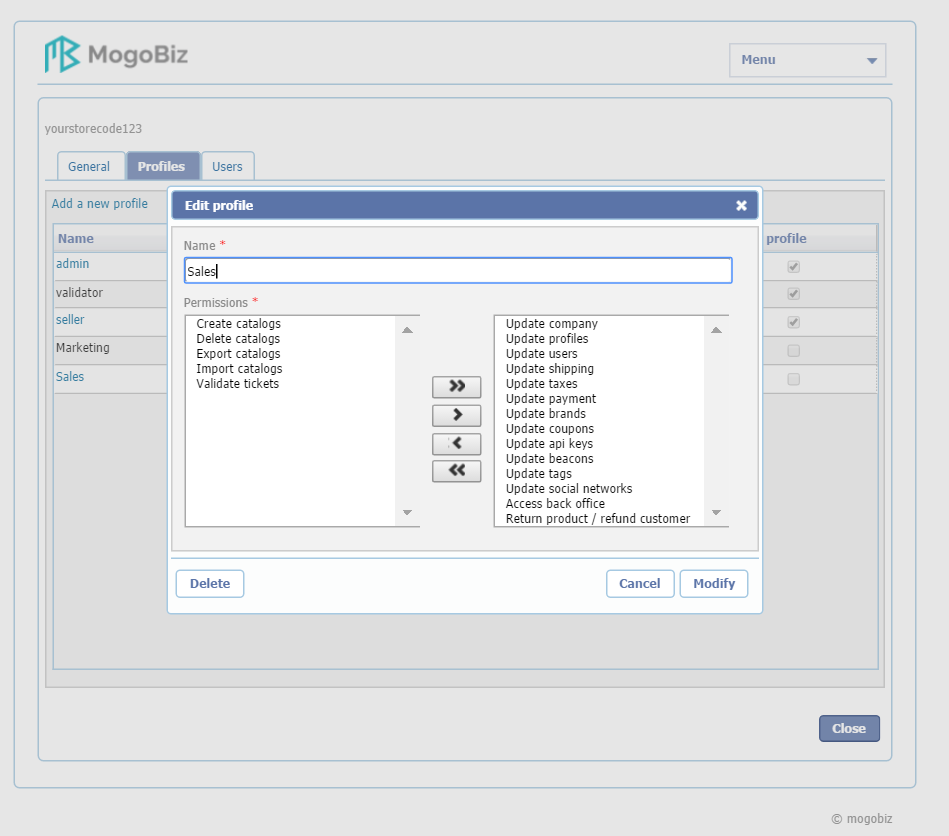 MogoBiz
Menu
yourstorecode123
General
Profiles
Users
Add a new profile
Name
profile
admin
validator
seller
Marketing
Sales
Edit profile
Name *
Sales
Permissions *
Create catalogs
Delete catalogs
Export catalogs
Import catalogs
Validate tickets
Update company
Update profiles
Update users
Update shipping
Update taxes
Update payment
Update brands
Update coupons
Update api keys
Update beacons
Update tags
Update social networks
Access back office
Return product / refund customer
Delete
Cancel
Modify
Close
© mogobiz